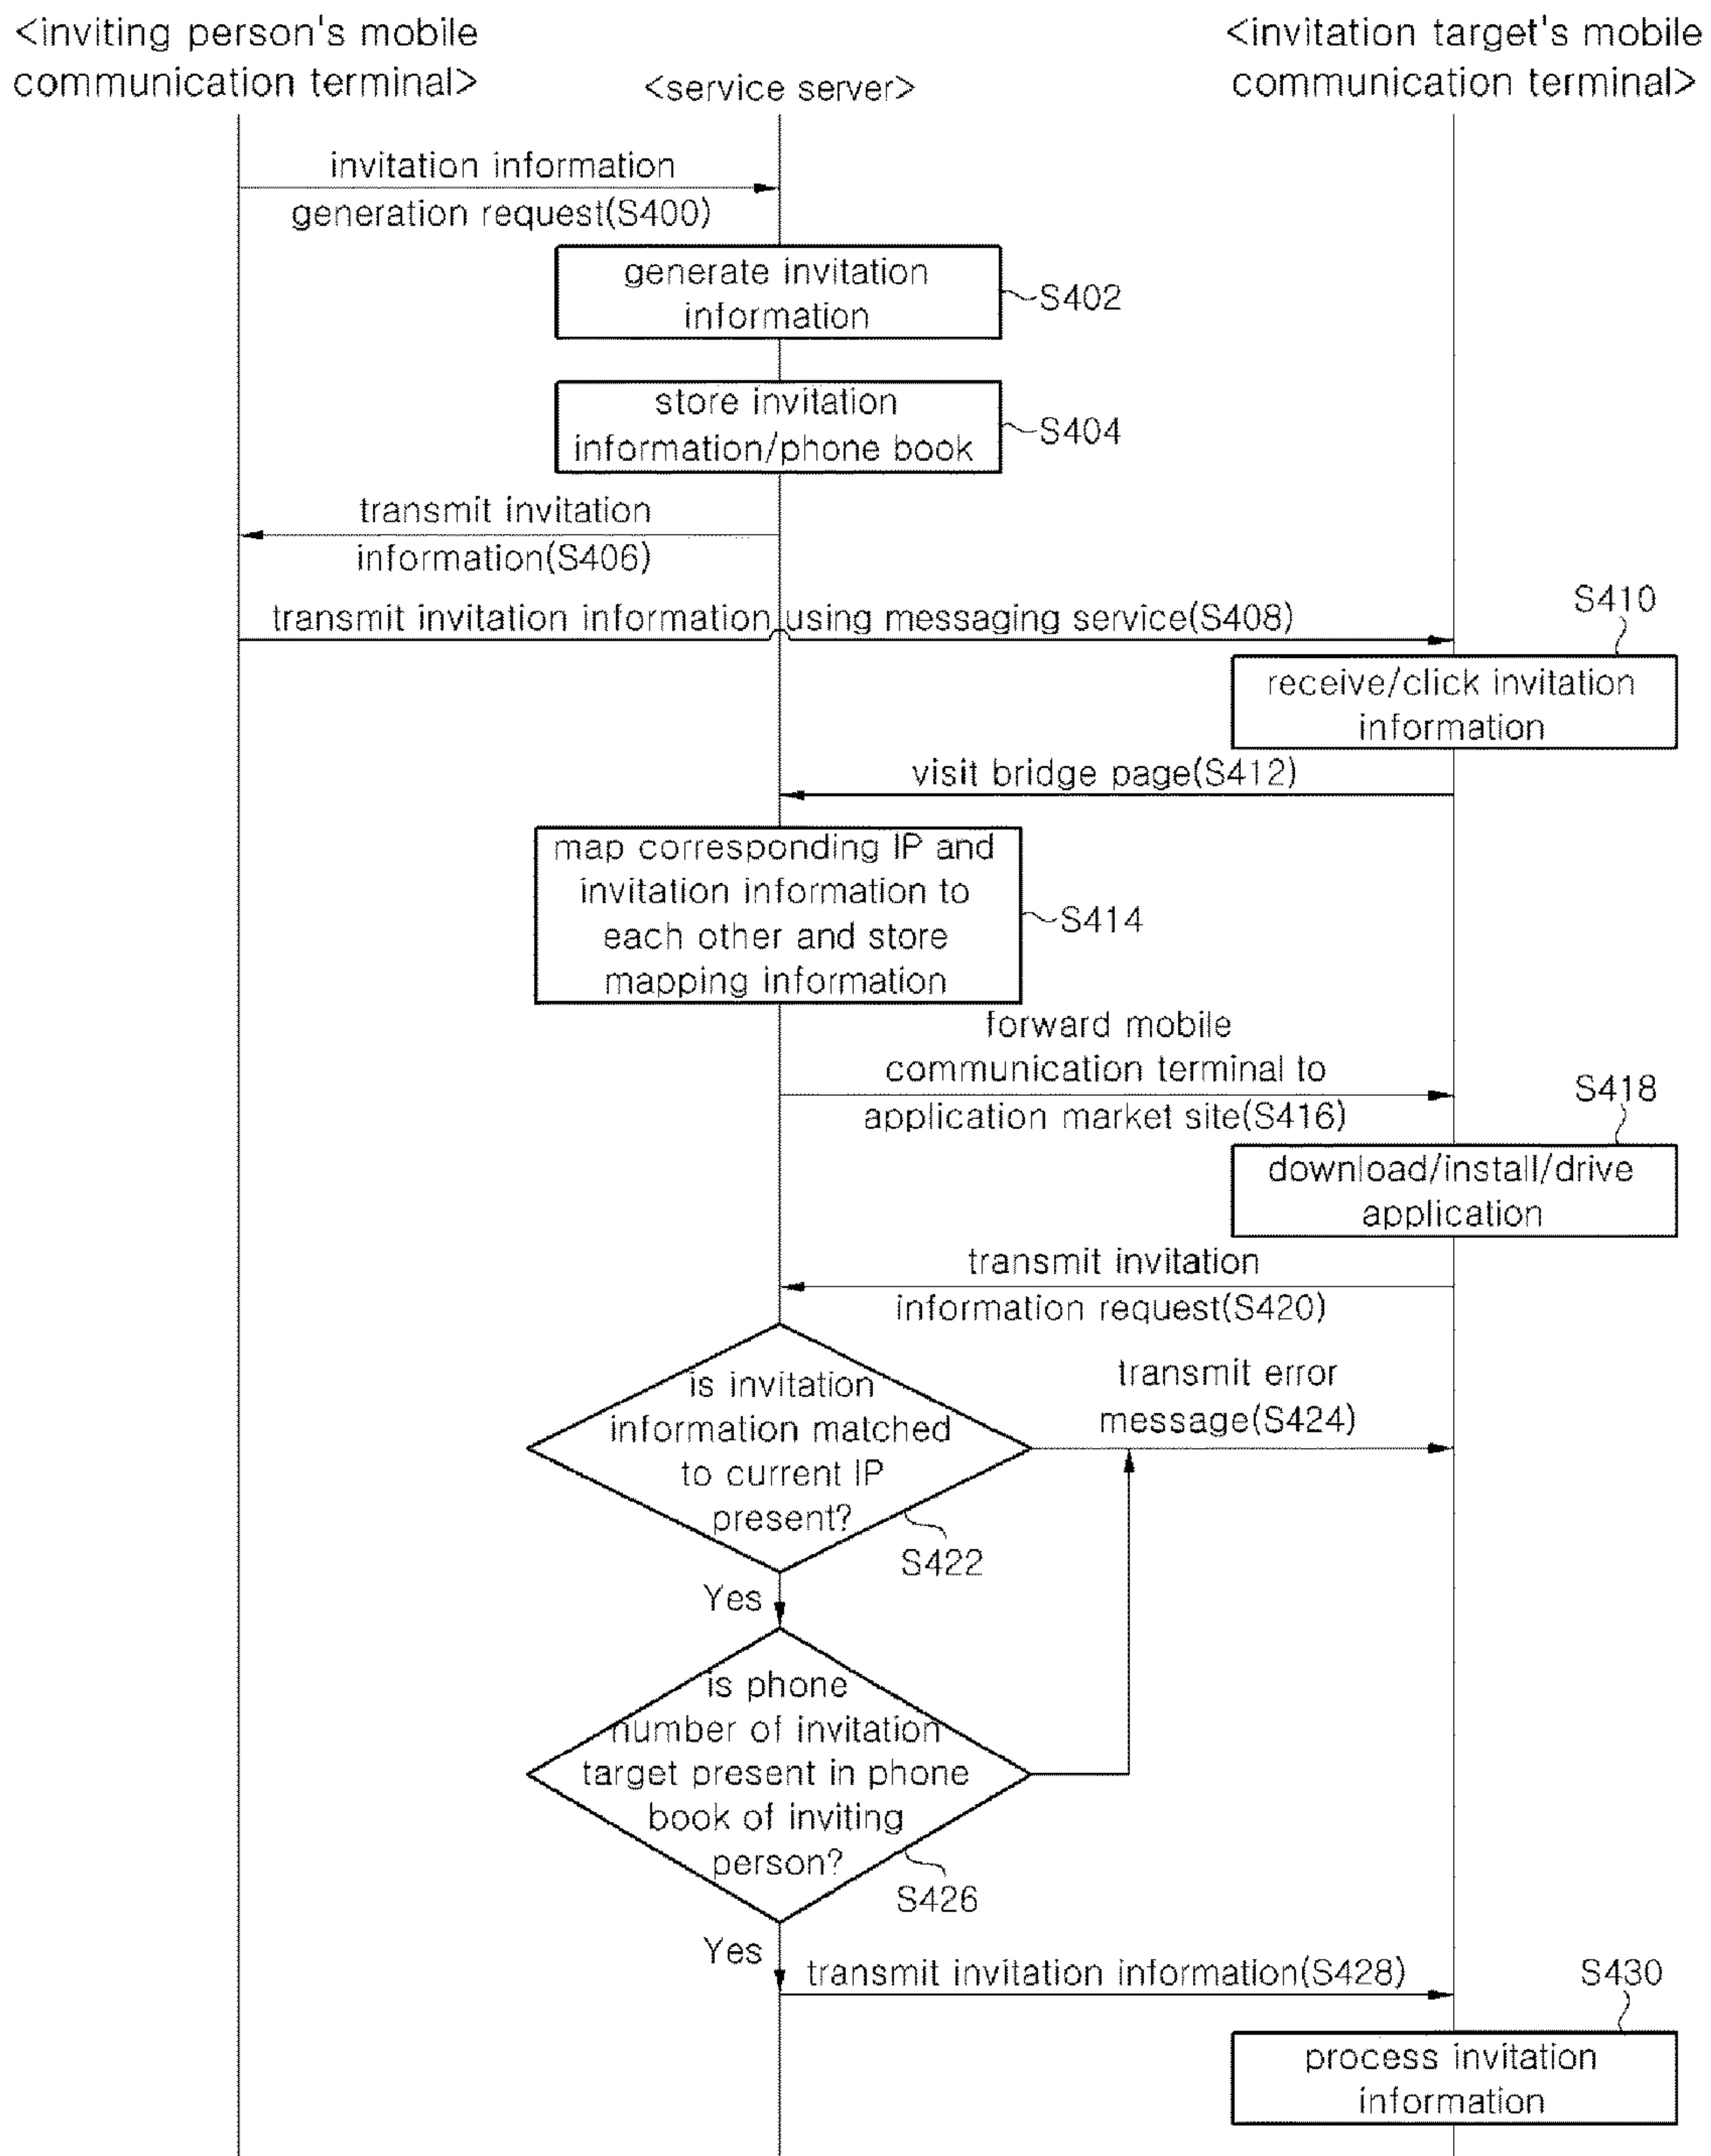 <inviting person's mobile
communication terminal>
<service server>
<invitation target's mobile
communication terminal>
invitation information
generation request(S400)
generate invitation
information
S402
store invitation
information/phone book
S404
transmit invitation
information(S406)
transmit invitation information using messaging service(S408)
S410
receive/click invitation
information
visit bridge page(S412)
map corresponding IP and
invitation information to
each other and store
mapping information
S414
forward mobile
communication terminal to
application market site(S416)
S418
download/install/drive
application
transmit invitation
information request(S420)
is invitation
information matched
to current IP
present?
S422
transmit error
message(S424)
Yes
is phone
number of invitation
target present in phone
book of inviting
person?
S426
Yes
transmit invitation information(S428)
S430
process invitation
information